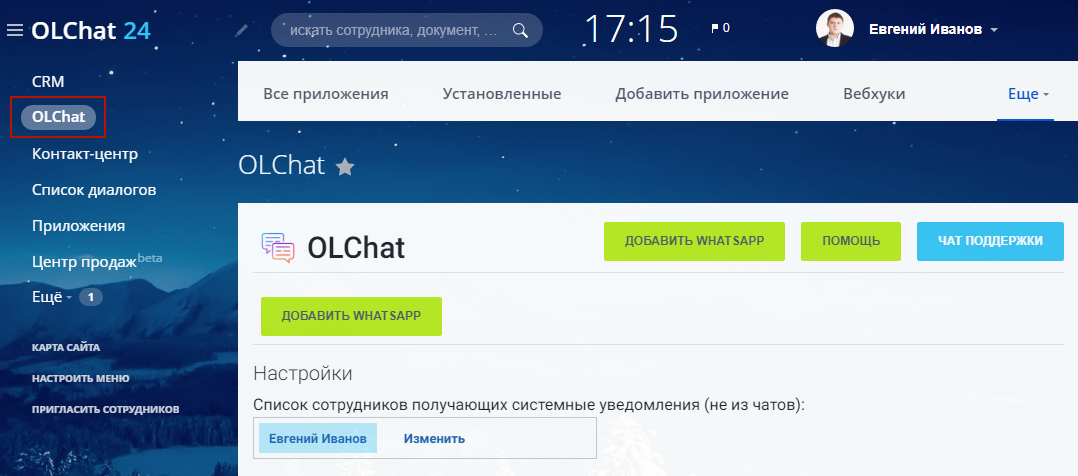 OLChat 24
искать сотрудника, документ, ...
17:15
0
Евгений Иванов
CRM
OLChat
Контакт-центр
Список диалогов
Приложения
Центр продаж beta
Ещё 1
КАРТА САЙТА
НАСТРОИТЬ МЕНЮ
ПРИГЛАСИТЬ СОТРУДНИКОВ
Все приложения
Установленные
Добавить приложение
Вебхуки
Еще
OLChat
OLChat
ДОБАВИТЬ WHATSAPP
ПОМОЩЬ
ЧАТ ПОДДЕРЖКИ
ДОБАВИТЬ WHATSAPP
Настройки
Список сотрудников получающих системные уведомления (не из чатов):
Евгений Иванов
Изменить